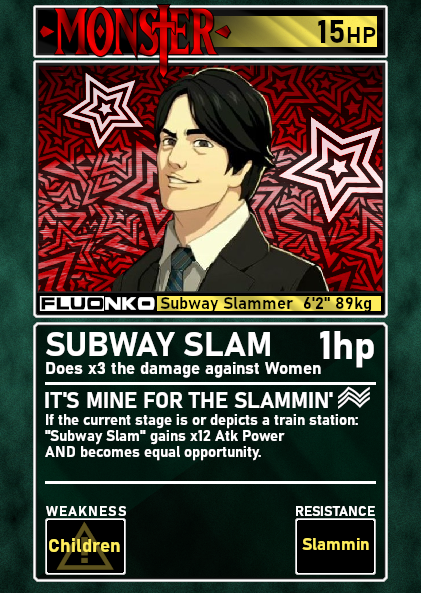 MONSTER
15HP
FLUONKO Subway Slammer 6'2" 89kg
SUBWAY SLAM 1hp
Does x3 the damage against Women
IT'S MINE FOR THE SLAMMIN'
If the current stage is or depicts a train station:
"Subway Slam" gains x12 Atk Power
AND becomes equal opportunity.
WEAKNESS
RESISTANCE
Children
Slammin